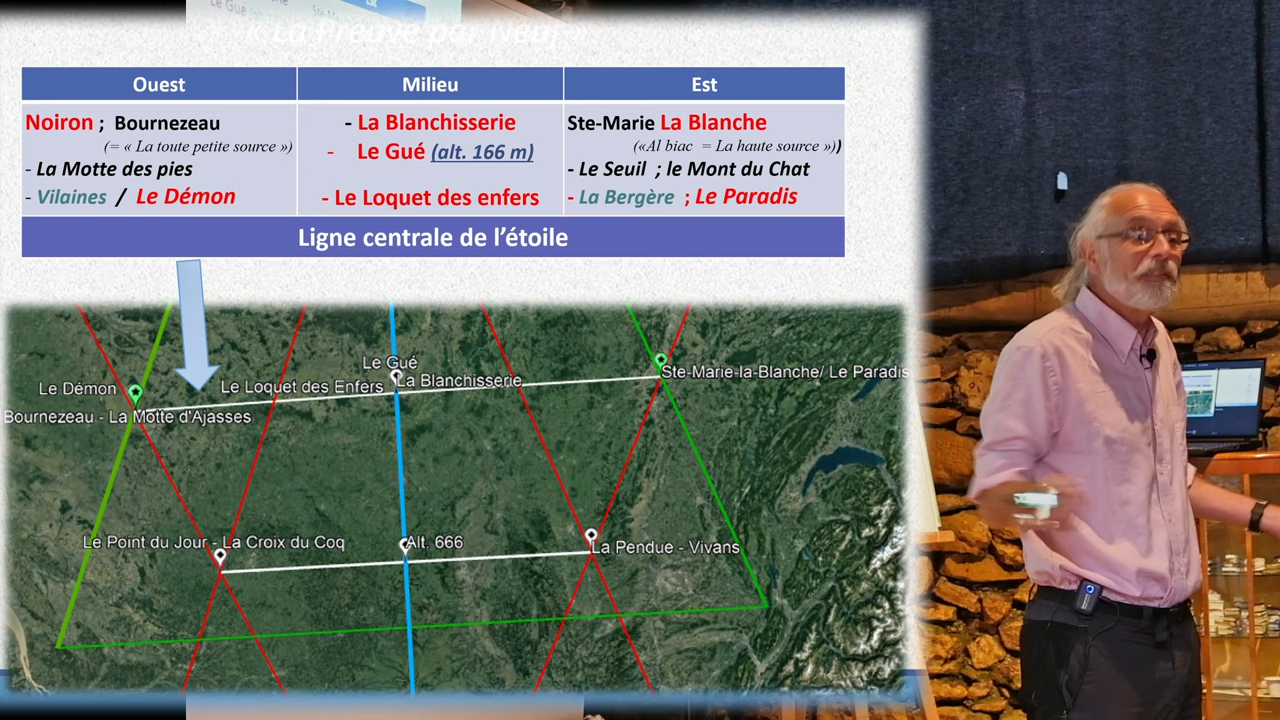 Le Gué
Ste-Mar
« La Preuve par Neuf »
Ouest
Milieu
Est
Noiron ; Bournezeau
(= « La toute petite source »)
- La Motte des pies
- Vilaines / Le Démon
- La Blanchisserie
- Le Gué (alt. 166 m)
- Le Loquet des enfers
Ste-Marie La Blanche
(«Al biac = La haute source »))
- Le Seuil ; le Mont du Chat
- La Bergère ; Le Paradis
Ligne centrale de l’étoile
Le Gué
Le Démon
Le Loquet des Enfers
La Blanchisserie
Ste-Marie-la-Blanche/ Le Paradis
Bournezeau - La Motte d'Ajasses
Le Point du Jour - La Croix du Coq
Alt. 666
La Pendue - Vivans